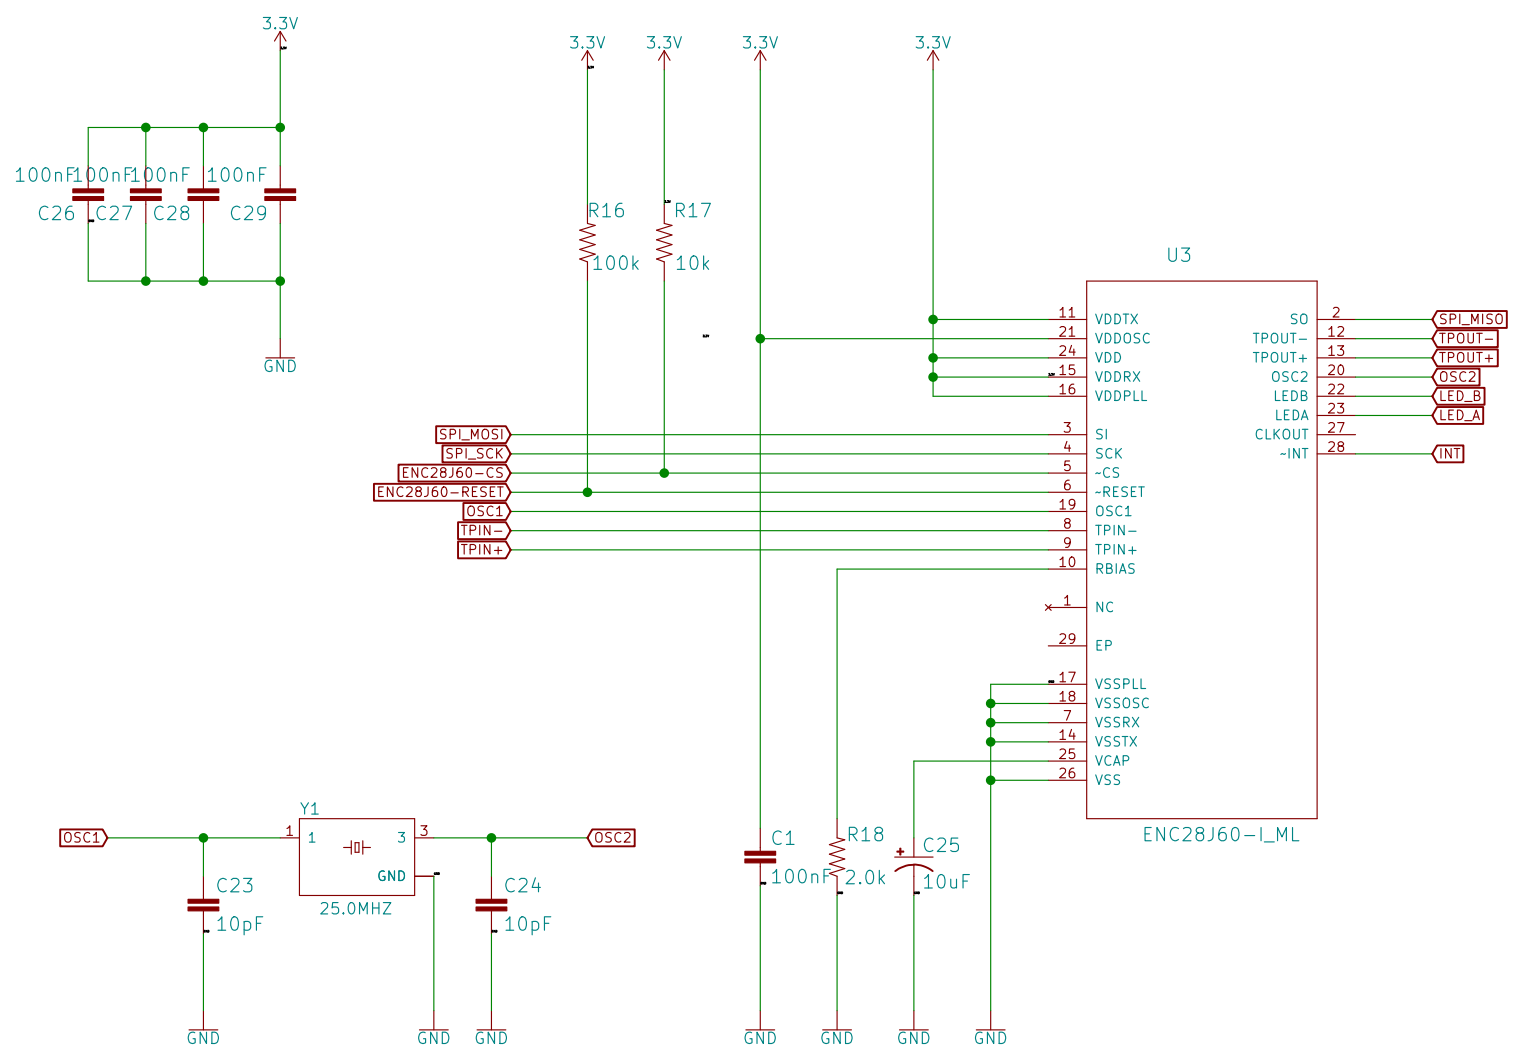 3.3V
3.3V
3.3V
3.3V
3.3V
100nF
100nF
100nF
100nF
C26
C27
C28
C29
GND
R16
100k
R17
10k
U3
11 VDDTX
21 VDDOSC
24 VDD
15 VDDRX
16 VDDPLL
SPI_MOSI 3 SI
SPI_SCK 4 SCK
ENC28J60-CS 5 ~CS
ENC28J60-RESET 6 ~RESET
OSC1 19 OSC1
TPIN- 8 TPIN-
TPIN+ 9 TPIN+
10 RBIAS
1 NC
29 EP
17 VSSPLL
18 VSSOSC
7 VSSRX
14 VSSTX
25 VCAP
26 VSS
SO 2 SPI_MISO
TPOUT- 12 TPOUT-
TPOUT+ 13 TPOUT+
OSC2 20 OSC2
LEDB 22 LED_B
LEDA 23 LED_A
CLKOUT 27
~INT 28 INT
ENC28J60-I_ML
Y1
OSC1 1 1 3 3 OSC2
GND
25.0MHZ
C23
10pF
C24
10pF
C1
100nF
R18
2.0k
+
C25
10uF
GND
GND
GND
GND
GND
GND
GND